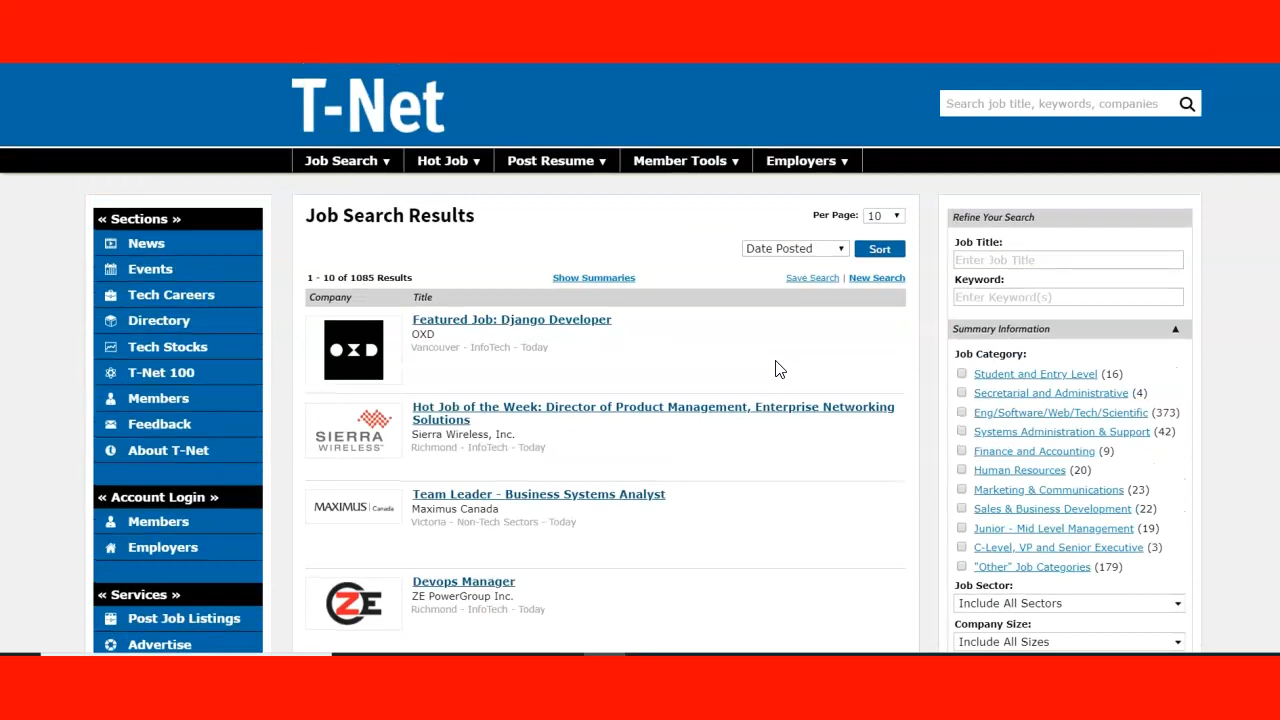 T-Net
Search job title, keywords, companies
Job Search ▼ Hot Job ▼ Post Resume ▼ Member Tools ▼ Employers ▼
« Sections »
News
Events
Tech Careers
Directory
Tech Stocks
T-Net 100
Members
Feedback
About T-Net
« Account Login »
Members
Employers
« Services »
Post Job Listings
Advertise
Job Search Results
Per Page: 10
Date Posted Sort
1 - 10 of 1085 Results Show Summaries Save Search | New Search
Company Title
OXD
Featured Job: Django Developer
OXD
Vancouver - InfoTech - Today
SIERRA
WIRELESS
Hot Job of the Week: Director of Product Management, Enterprise Networking
Solutions
Sierra Wireless, Inc.
Richmond - InfoTech - Today
MAXIMUS Canada
Team Leader - Business Systems Analyst
Maximus Canada
Victoria - Non-Tech Sectors - Today
ZE
Devops Manager
ZE PowerGroup Inc.
Richmond - InfoTech - Today
Refine Your Search
Job Title:
Enter Job Title
Keyword:
Enter Keyword(s)
Summary Information ▲
Job Category:
Student and Entry Level (16)
Secretarial and Administrative (4)
Eng/Software/Web/Tech/Scientific (373)
Systems Administration & Support (42)
Finance and Accounting (9)
Human Resources (20)
Marketing & Communications (23)
Sales & Business Development (22)
Junior - Mid Level Management (19)
C-Level, VP and Senior Executive (3)
"Other" Job Categories (179)
Job Sector:
Include All Sectors
Company Size:
Include All Sizes